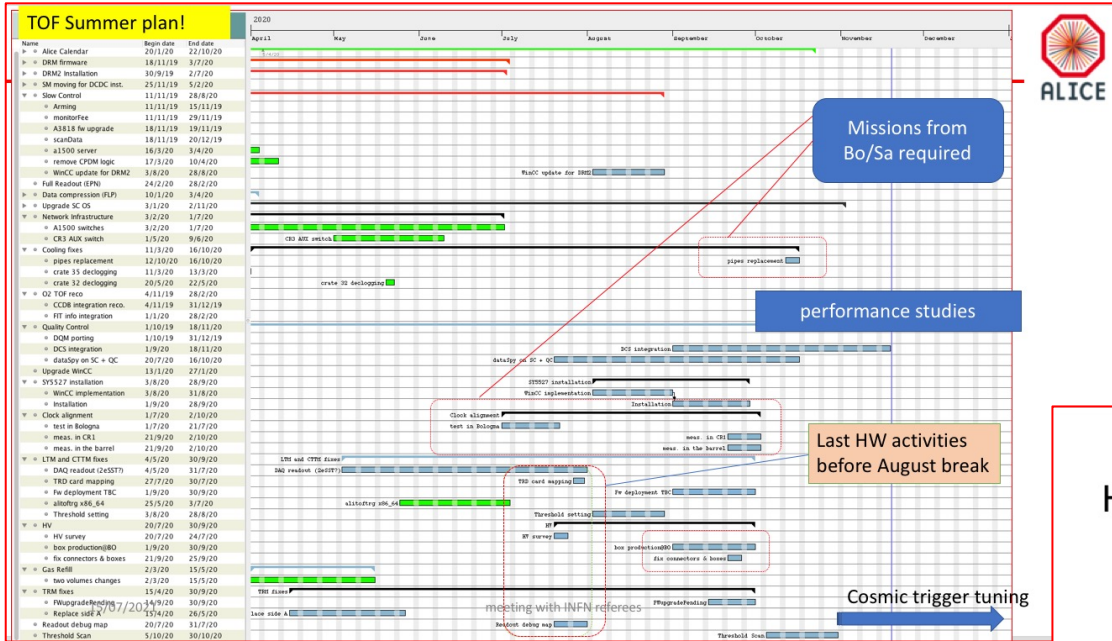 TOF Summer plan!
2020
Name Begin date End date
April May June July August September October November December
Alice Calendar 20/1/20 22/10/20
DRM firmware 18/11/19 3/7/20
DRM2 Installation 30/9/19 2/7/20
SM moving for DCDC inst. 25/11/19 5/2/20
Slow Control 11/11/19 28/8/20
Arming 11/11/19 15/11/19
monitorFee 11/11/19 29/11/19
A3818 fw upgrade 18/11/19 19/11/19
scanData 18/11/19 20/12/19
a1500 server 16/3/20 3/4/20
remove CPDM logic 17/3/20 10/4/20
WinCC update for DRM2 3/8/20 28/8/20
Full Readout (EPN) 24/2/20 28/2/20
Data compression (FLP) 10/1/20 3/4/20
Upgrade SC OS 3/1/20 2/11/20
Network Infrastructure 3/2/20 1/7/20
A1500 switches 3/2/20 1/7/20
CR3 AUX switch 1/5/20 9/6/20
Cooling fixes 11/3/20 16/10/20
pipes replacement 12/10/20 16/10/20
crate 35 declogging 11/3/20 13/3/20
crate 32 declogging 20/5/20 22/5/20
O2 TOF reco 4/11/19 28/2/20
CCDB integration reco. 4/11/19 31/12/19
FIT info integration 1/1/20 28/2/20
Quality Control 1/10/19 18/11/20
DQM porting 1/10/19 31/12/19
DCS integration 1/9/20 18/11/20
dataSpy on SC + QC 20/7/20 16/10/20
Upgrade WinCC 13/1/20 27/1/20
SY5527 installation 3/8/20 28/9/20
WinCC implementation 3/8/20 31/8/20
Installation 1/9/20 28/9/20
Clock alignment 1/7/20 2/10/20
test in Bologna 1/7/20 21/7/20
meas. in CR1 21/9/20 2/10/20
meas. in the barrel 21/9/20 2/10/20
LTM and CTTM fixes 4/5/20 30/9/20
DAQ readout (2eSST?) 4/5/20 31/7/20
TRD card mapping 27/7/20 30/7/20
Fw deployment TBC 1/9/20 30/9/20
alitoftrg x86_64 25/5/20 3/7/20
Threshold setting 3/8/20 28/8/20
HV 20/7/20 30/9/20
HV survey 20/7/20 24/7/20
box production@BO 1/9/20 30/9/20
fix connectors & boxes 21/9/20 25/9/20
Gas Refill 2/3/20 15/5/20
two volumes changes 2/3/20 15/5/20
TRM fixes 15/4/20 30/9/20
FWupgradePending 14/9/20 30/9/20
Replace side A 15/4/20 26/5/20
Readout debug map 20/7/20 31/7/20
Threshold Scan 5/10/20 30/10/20
WinCC update for DRM2
CR3 AUX switch
pipes replacement
crate 32 declogging
DCS integration
dataSpy on SC + QC
SY5527 installation
WinCC implementation
Installation
Clock alignment
test in Bologna
meas. in CR1
meas. in the barrel
LTM and CTTM fixes
DAQ readout (2eSST?)
TRD card mapping
Fw deployment TBC
alitoftrg x86_64
Threshold setting
HV
HV survey
box production@BO
fix connectors & boxes
TRM fixes
FWupgradePending
lace side A
Readout debug map
Threshold Scan
Missions from
Bo/Sa required
performance studies
Last HW activities
before August break
Cosmic trigger tuning
meeting with INFN referees
ALICE
H